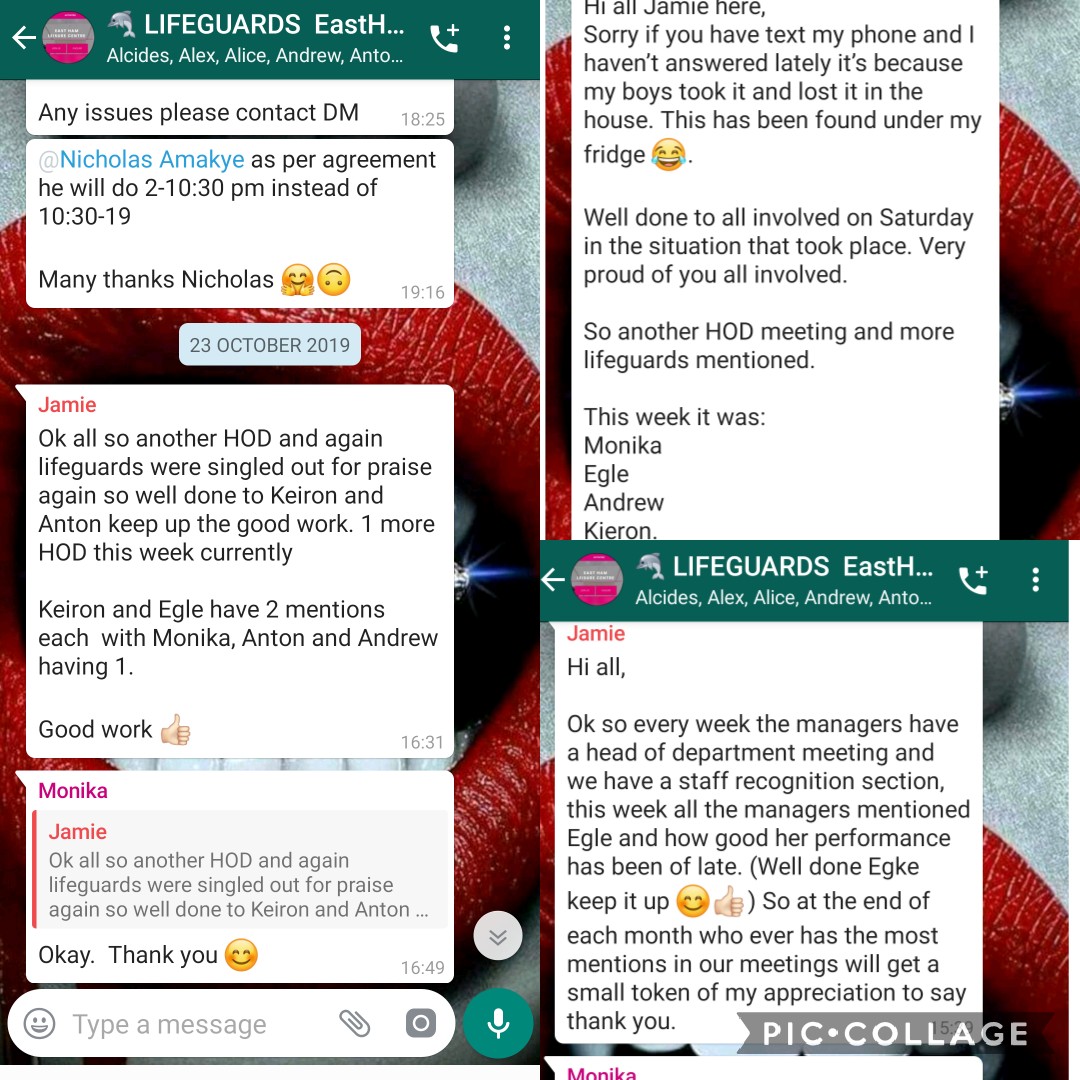 LIFEGUARDS EastH...
Alcides, Alex, Alice, Andrew, Anto...
Any issues please contact DM
18:25
@Nicholas Amakye as per agreement
he will do 2-10:30 pm instead of
10:30-19
Many thanks Nicholas 🤗🙃
19:16
23 OCTOBER 2019
Jamie
Ok all so another HOD and again
lifeguards were singled out for praise
again so well done to Keiron and
Anton keep up the good work. 1 more
HOD this week currently
Keiron and Egle have 2 mentions
each with Monika, Anton and Andrew
having 1.
Good work 👍🏻
16:31
Monika
Jamie
Ok all so another HOD and again
lifeguards were singled out for praise
again so well done to Keiron and Anton ...
Okay. Thank you 😊
16:49
Type a message
Hi all Jamie here,
Sorry if you have text my phone and I
haven't answered lately it's because
my boys took it and lost it in the
house. This has been found under my
fridge 😂.
Well done to all involved on Saturday
in the situation that took place. Very
proud of you all involved.
So another HOD meeting and more
lifeguards mentioned.
This week it was:
Monika
Egle
Andrew
Kieron.
LIFEGUARDS EastH...
Alcides, Alex, Alice, Andrew, Anto...
Jamie
Hi all,
Ok so every week the managers have
a head of department meeting and
we have a staff recognition section,
this week all the managers mentioned
Egle and how good her performance
has been of late. (Well done Egke
keep it up 😊👍🏻) So at the end of
each month who ever has the most
mentions in our meetings will get a
small token of my appreciation to say
thank you.
PIC•COLLAGE
Monika